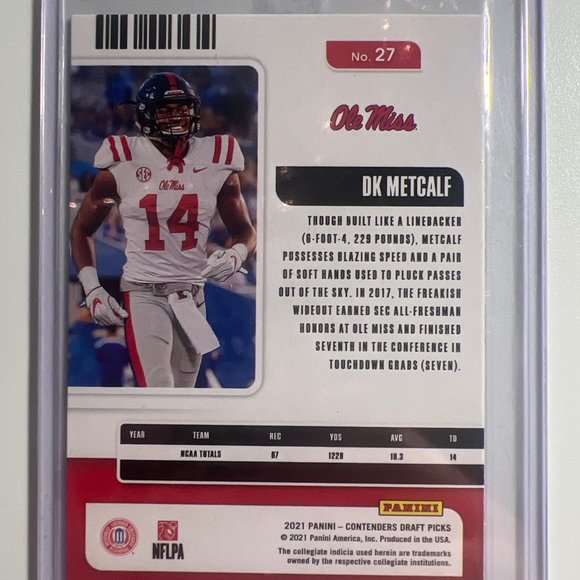 No. 27
Ole Miss
SEC
Ole Miss
14
DK METCALF
THOUGH BUILT LIKE A LINEBACKER
(6-FOOT-4, 229 POUNDS), METCALF
POSSESSES BLAZING SPEED AND A PAIR
OF SOFT HANDS USED TO PLUCK PASSES
OUT OF THE SKY. IN 2017, THE FREAKISH
WIDEOUT EARNED SEC ALL-FRESHMAN
HONORS AT OLE MISS AND FINISHED
SEVENTH IN THE CONFERENCE IN
TOUCHDOWN GRABS (SEVEN).
YEAR TEAM REC YDS AVG TD
NCAA TOTALS 67 1228 18.3 14
PANINI
2021 PANINI – CONTENDERS DRAFT PICKS
© 2021 Panini America, Inc. Produced in the USA.
The collegiate indicia used herein are trademarks
owned by the respective collegiate institutions.
NFLPA